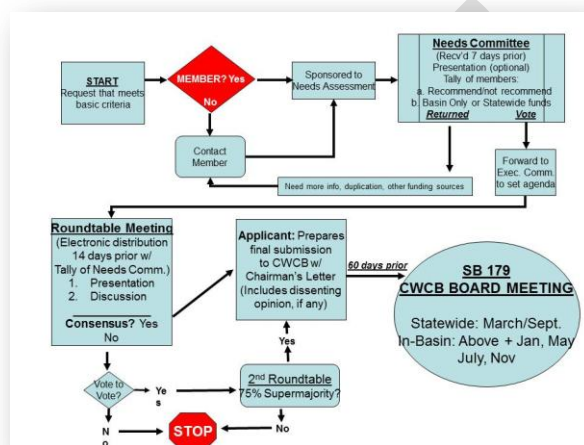 START
Request that meets
basic criteria
MEMBER? Yes
No
Sponsored to
Needs Assessment
Needs Committee
(Recv'd 7 days prior)
Presentation (optional)
Tally of members:
a. Recommend/not recommend
b. Basin Only or Statewide funds
Returned Vote
Contact
Member
Need more info, duplication, other funding sources
Forward to
Exec. Comm.
to set agenda
Roundtable Meeting
(Electronic distribution
14 days prior w/
Tally of Needs Comm.)
1. Presentation
2. Discussion
Consensus? Yes
No
Applicant: Prepares
final submission
to CWCB w/
Chairman's Letter
(Includes dissenting
opinion, if any)
60 days prior
SB 179
CWCB BOARD MEETING
Statewide: March/Sept.
In-Basin: Above + Jan, May
July, Nov
Yes
Vote to
Vote?
Ye
s
2nd Roundtable
75% Supermajority?
N
o
STOP
No